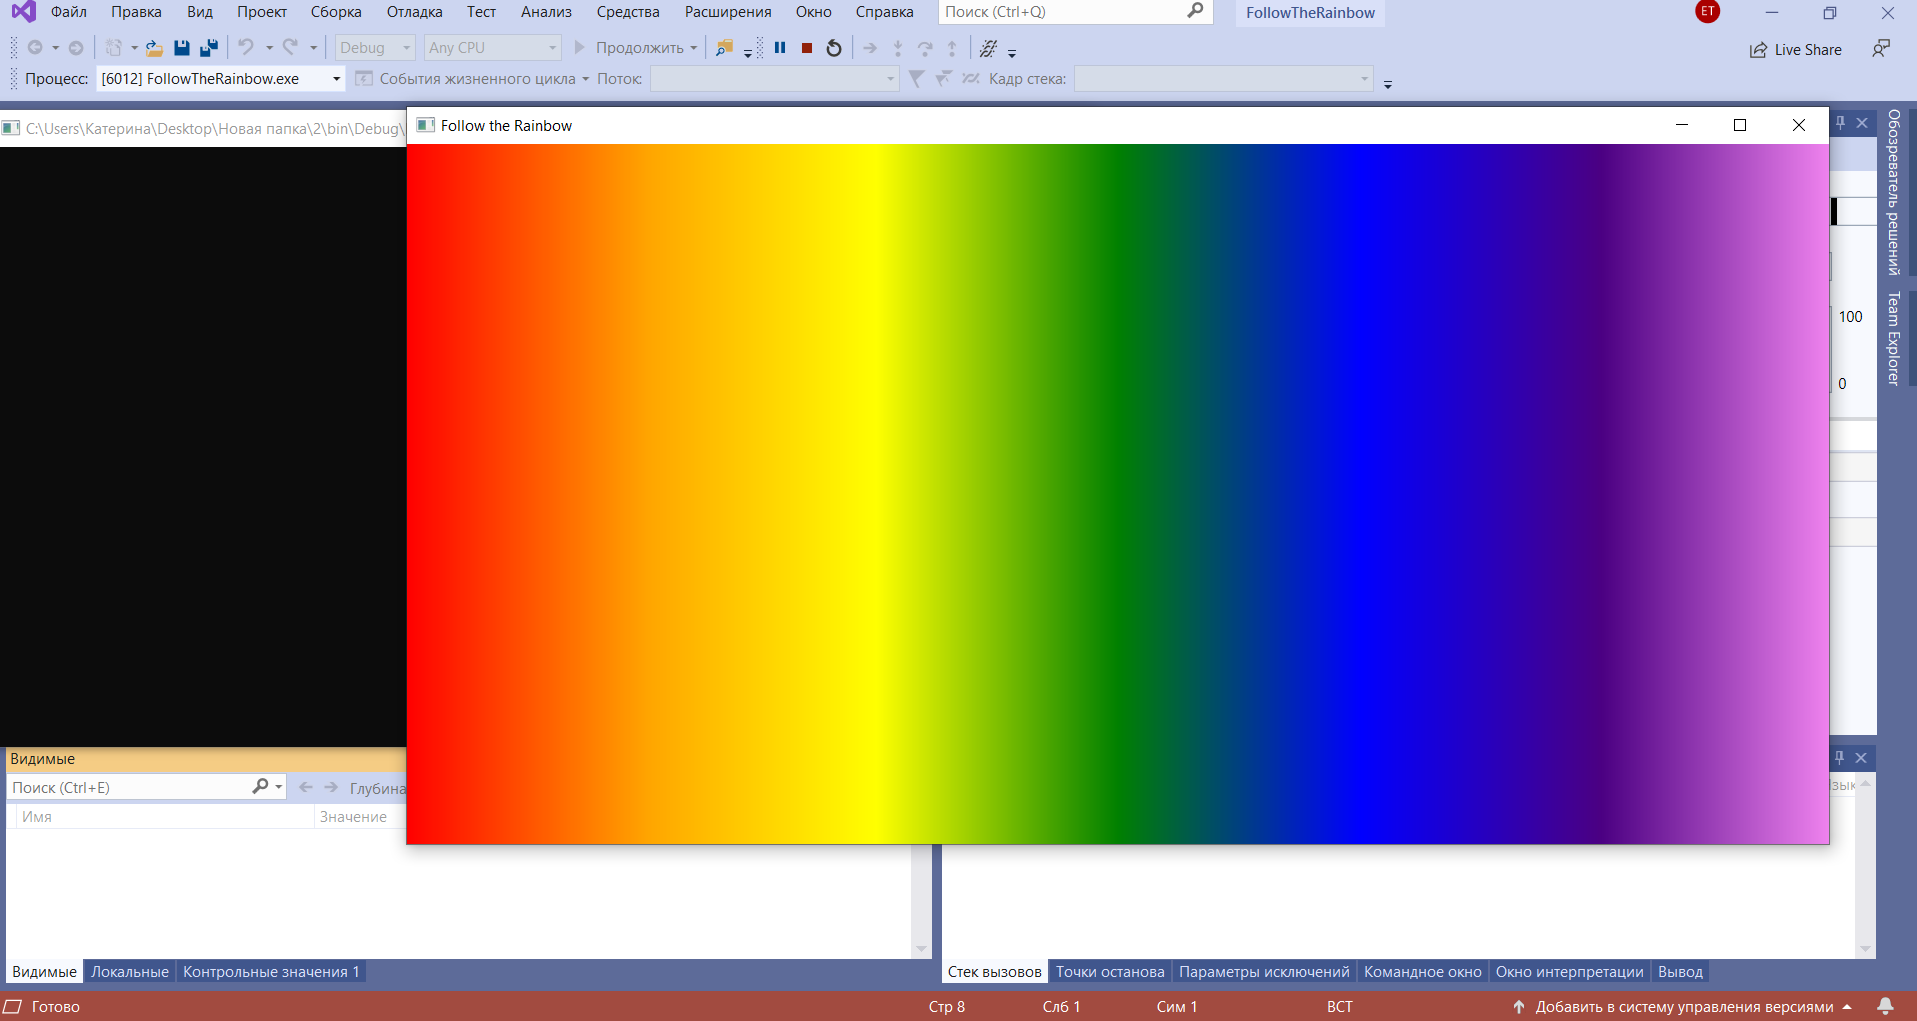 Файл Правка Вид Проект Сборка Отладка Тест Анализ Средства Расширения Окно Справка Поиск (Ctrl+Q) FollowTheRainbow ET
Debug Any CPU Продолжить Live Share
Процесс: [6012] FollowTheRainbow.exe События жизненного цикла Поток: Кадр стека:
C:\Users\Катерина\Desktop\Новая папка\2\bin\Debug\
Follow the Rainbow
Обозреватель решений
Team Explorer
100
0
Видимые
Поиск (Ctrl+E) Глубина
Имя Значение
Видимые Локальные Контрольные значения 1
Стек вызовов Точки останова Параметры исключений Командное окно Окно интерпретации Вывод
Готово Стр 8 Слб 1 Сим 1 ВСТ Добавить в систему управления версиями